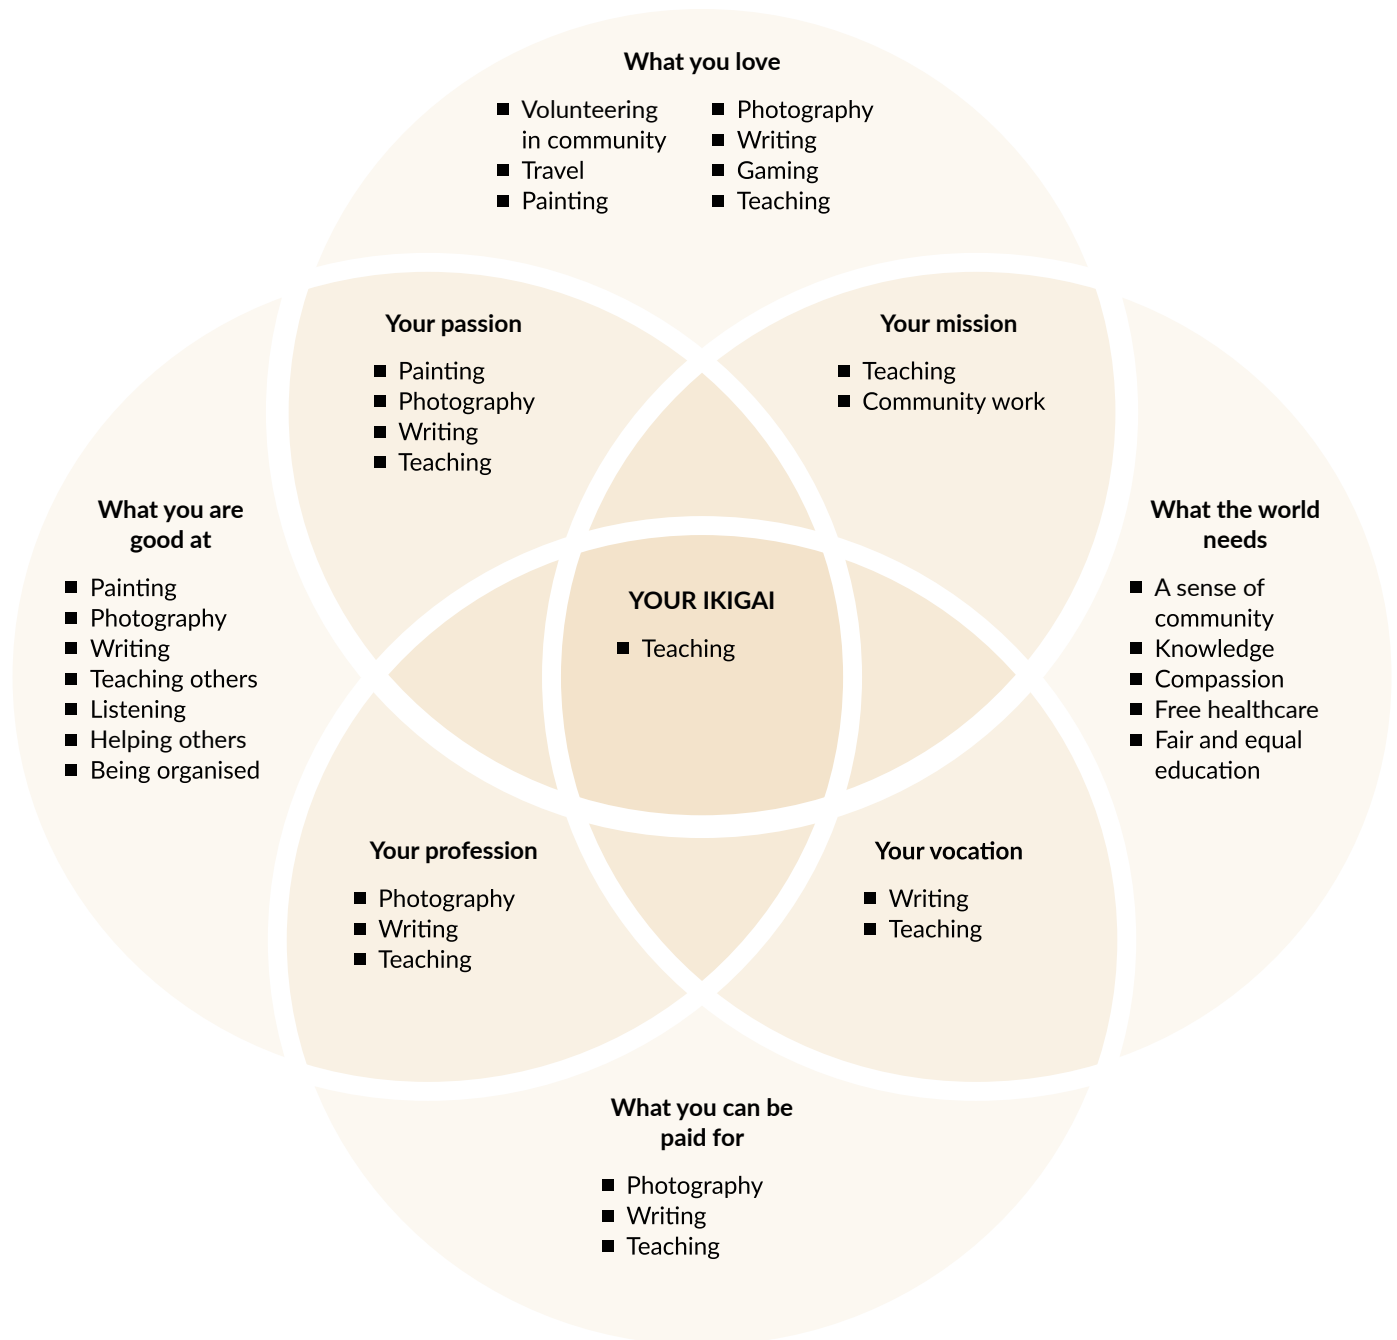 What you love
■ Volunteering
in community
■ Travel
■ Painting
■ Photography
■ Writing
■ Gaming
■ Teaching
Your passion
■ Painting
■ Photography
■ Writing
■ Teaching
Your mission
■ Teaching
■ Community work
What you are
good at
■ Painting
■ Photography
■ Writing
■ Teaching others
■ Listening
■ Helping others
■ Being organised
YOUR IKIGAI
■ Teaching
What the world
needs
■ A sense of
community
■ Knowledge
■ Compassion
■ Free healthcare
■ Fair and equal
education
Your profession
■ Photography
■ Writing
■ Teaching
Your vocation
■ Writing
■ Teaching
What you can be
paid for
■ Photography
■ Writing
■ Teaching